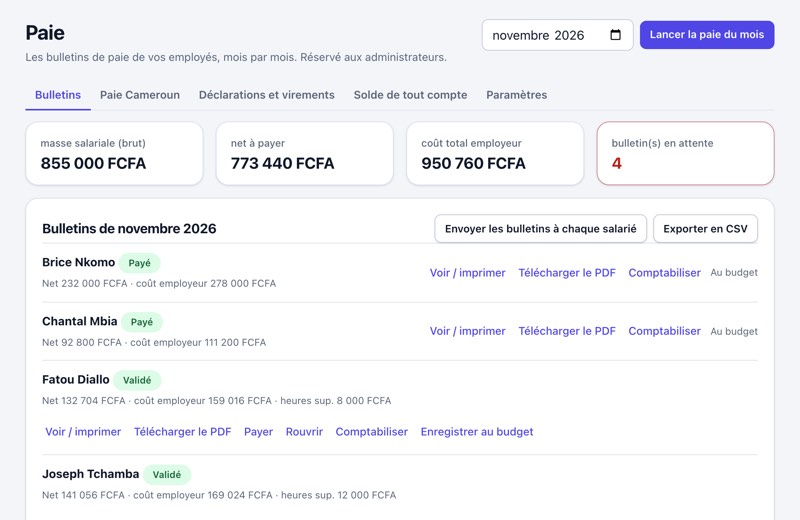 Paie
novembre 2026
Lancer la paie du mois
Les bulletins de paie de vos employés, mois par mois. Réservé aux administrateurs.
Bulletins Paie Cameroun Déclarations et virements Solde de tout compte Paramètres
masse salariale (brut)
855 000 FCFA
net à payer
773 440 FCFA
coût total employeur
950 760 FCFA
bulletin(s) en attente
4
Bulletins de novembre 2026
Envoyer les bulletins à chaque salarié
Exporter en CSV
Brice Nkomo Payé
Net 232 000 FCFA · coût employeur 278 000 FCFA
Voir / imprimer Télécharger le PDF Comptabiliser Au budget
Chantal Mbia Payé
Net 92 800 FCFA · coût employeur 111 200 FCFA
Voir / imprimer Télécharger le PDF Comptabiliser Au budget
Fatou Diallo Validé
Net 132 704 FCFA · coût employeur 159 016 FCFA · heures sup. 8 000 FCFA
Voir / imprimer Télécharger le PDF Payer Rouvrir Comptabiliser Enregistrer au budget
Joseph Tchamba Validé
Net 141 056 FCFA · coût employeur 169 024 FCFA · heures sup. 12 000 FCFA